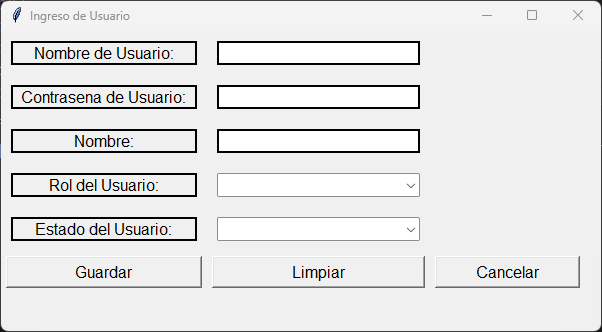 Ingreso de Usuario
Nombre de Usuario:
Contrasena de Usuario:
Nombre:
Rol del Usuario:
Estado del Usuario:
Guardar Limpiar Cancelar